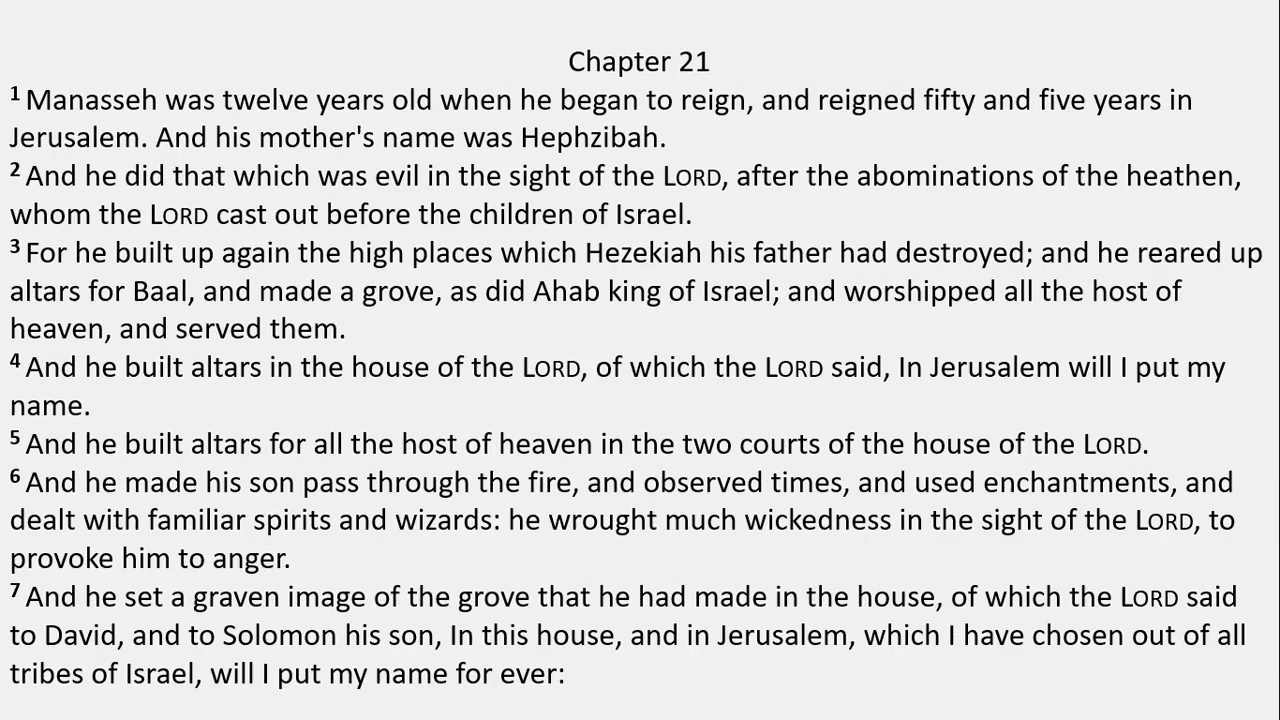 Chapter 21
1 Manasseh was twelve years old when he began to reign, and reigned fifty and five years in
Jerusalem. And his mother's name was Hephzibah.
2 And he did that which was evil in the sight of the LORD, after the abominations of the heathen,
whom the LORD cast out before the children of Israel.
3 For he built up again the high places which Hezekiah his father had destroyed; and he reared up
altars for Baal, and made a grove, as did Ahab king of Israel; and worshipped all the host of
heaven, and served them.
4 And he built altars in the house of the LORD, of which the LORD said, In Jerusalem will I put my
name.
5 And he built altars for all the host of heaven in the two courts of the house of the LORD.
6 And he made his son pass through the fire, and observed times, and used enchantments, and
dealt with familiar spirits and wizards: he wrought much wickedness in the sight of the LORD, to
provoke him to anger.
7 And he set a graven image of the grove that he had made in the house, of which the LORD said
to David, and to Solomon his son, In this house, and in Jerusalem, which I have chosen out of all
tribes of Israel, will I put my name for ever: